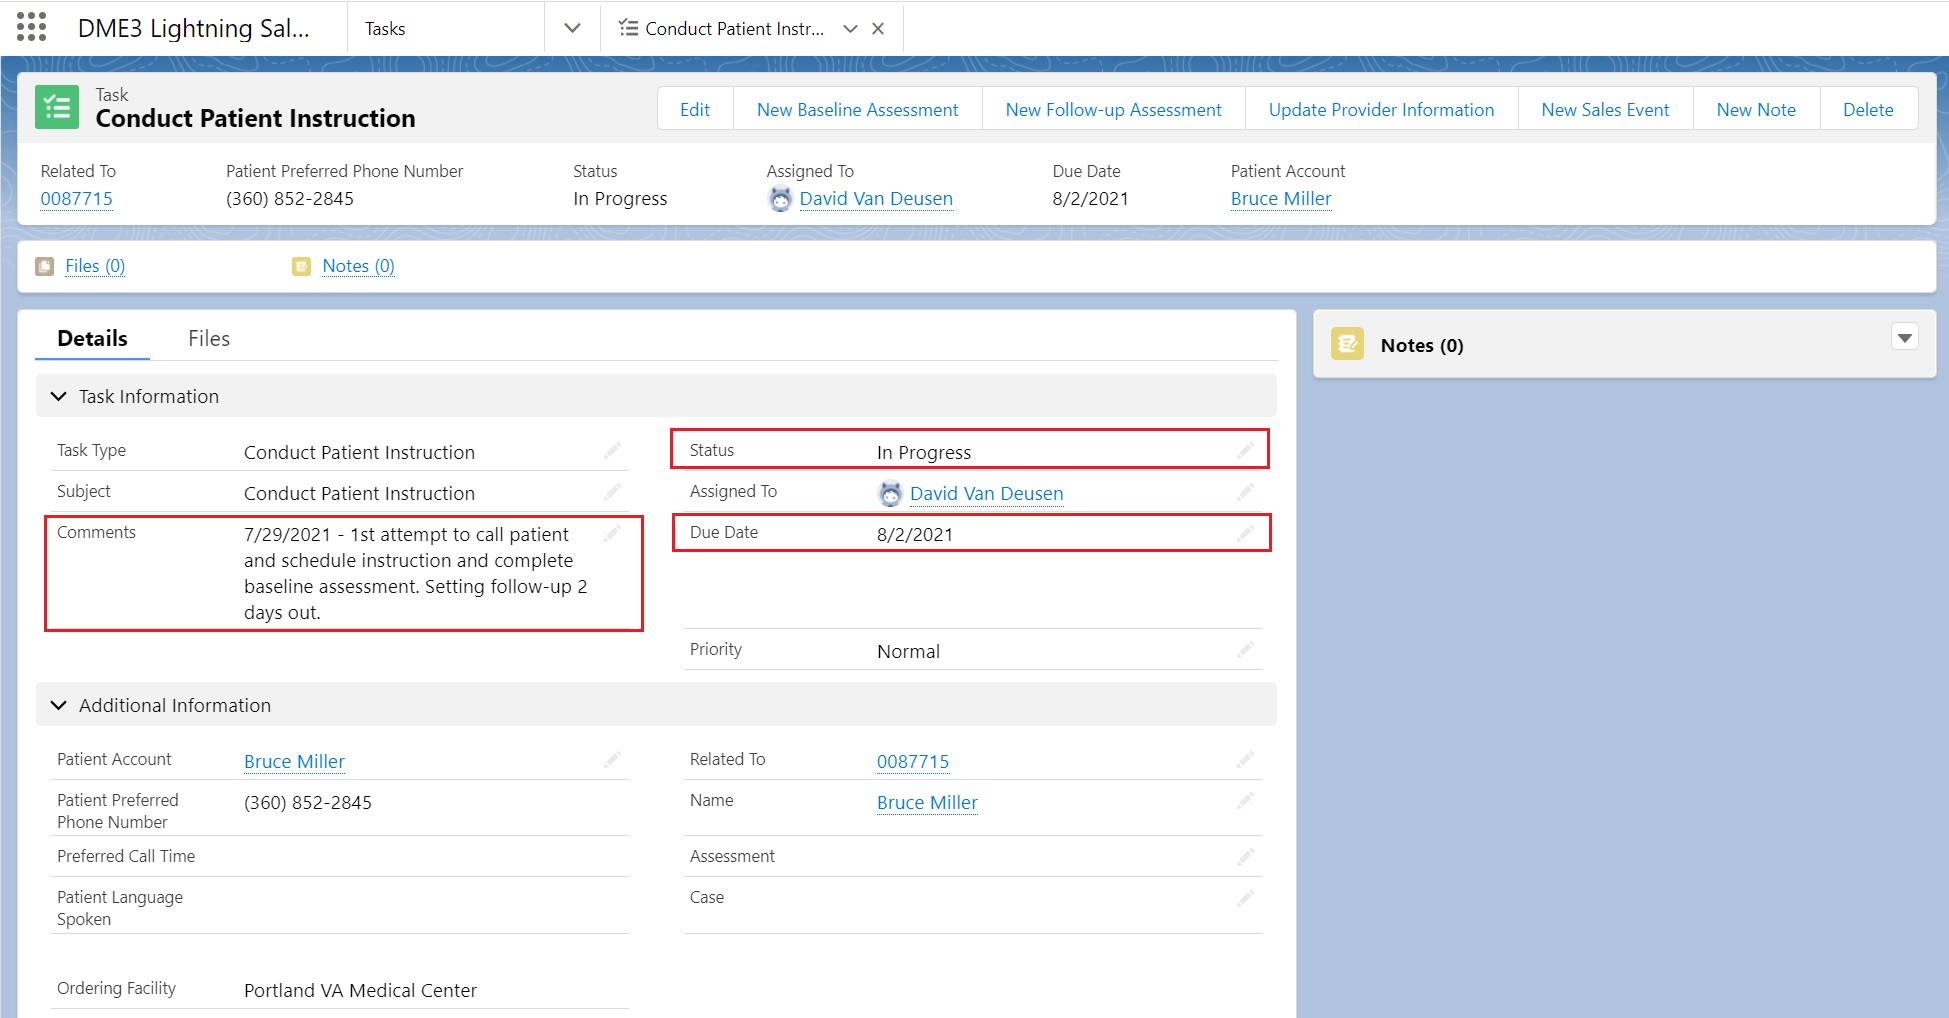 DME3 Lightning Sal...
Tasks
Conduct Patient Instr...
Task
Conduct Patient Instruction
Edit
New Baseline Assessment
New Follow-up Assessment
Update Provider Information
New Sales Event
New Note
Delete
Related To
0087715
Patient Preferred Phone Number
(360) 852-2845
Status
In Progress
Assigned To
David Van Deusen
Due Date
8/2/2021
Patient Account
Bruce Miller
Files (0)
Notes (0)
Details
Files
Task Information
Task Type
Conduct Patient Instruction
Status
In Progress
Subject
Conduct Patient Instruction
Assigned To
David Van Deusen
Comments
7/29/2021 - 1st attempt to call patient
and schedule instruction and complete
baseline assessment. Setting follow-up 2
days out.
Due Date
8/2/2021
Priority
Normal
Additional Information
Patient Account
Bruce Miller
Related To
0087715
Patient Preferred
Phone Number
(360) 852-2845
Name
Bruce Miller
Preferred Call Time
Assessment
Patient Language
Spoken
Case
Ordering Facility
Portland VA Medical Center
Notes (0)